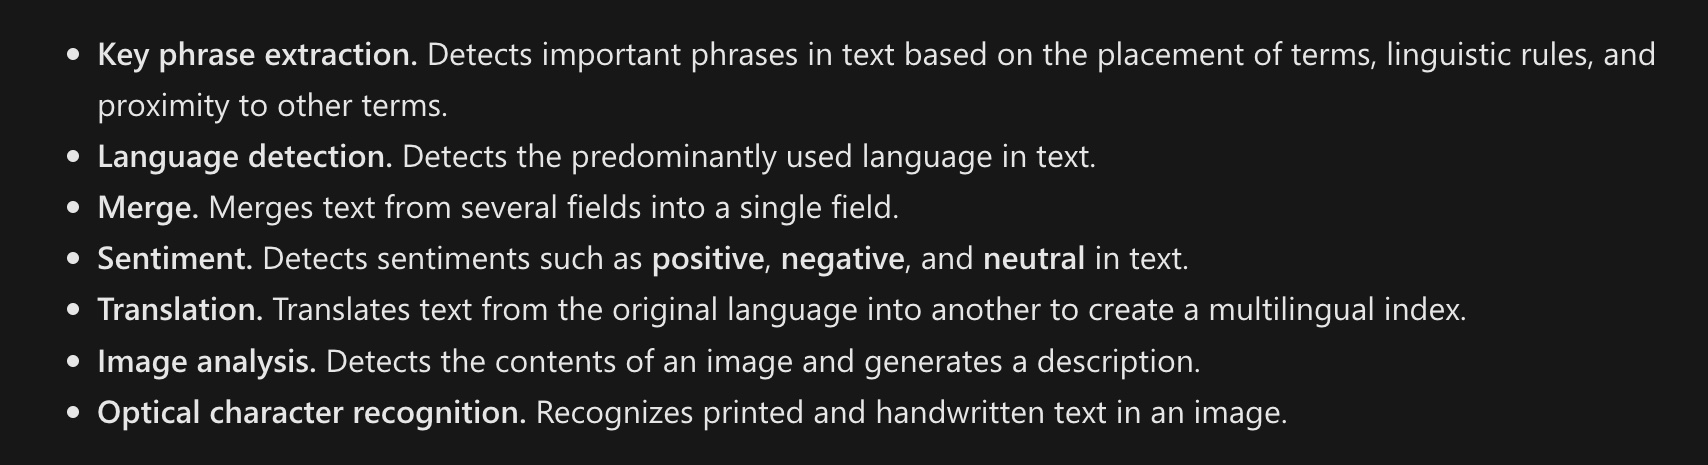 • Key phrase extraction. Detects important phrases in text based on the placement of terms, linguistic rules, and
proximity to other terms.
• Language detection. Detects the predominantly used language in text.
• Merge. Merges text from several fields into a single field.
• Sentiment. Detects sentiments such as positive, negative, and neutral in text.
• Translation. Translates text from the original language into another to create a multilingual index.
• Image analysis. Detects the contents of an image and generates a description.
• Optical character recognition. Recognizes printed and handwritten text in an image.